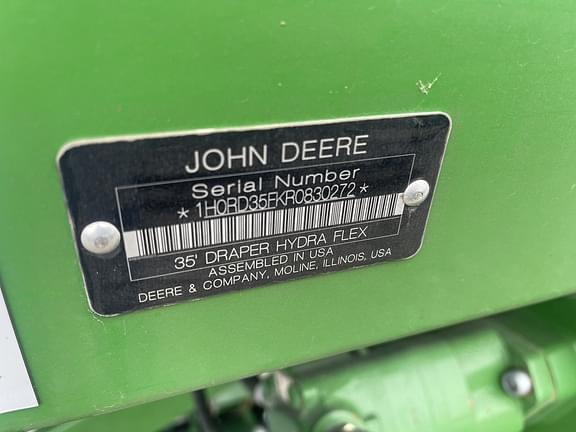 JOHN DEERE
Serial Number
*1H0RD35FKR0830272*
35' DRAPER HYDRA FLEX
ASSEMBLED IN USA
DEERE & COMPANY, MOLINE, ILLINOIS, USA